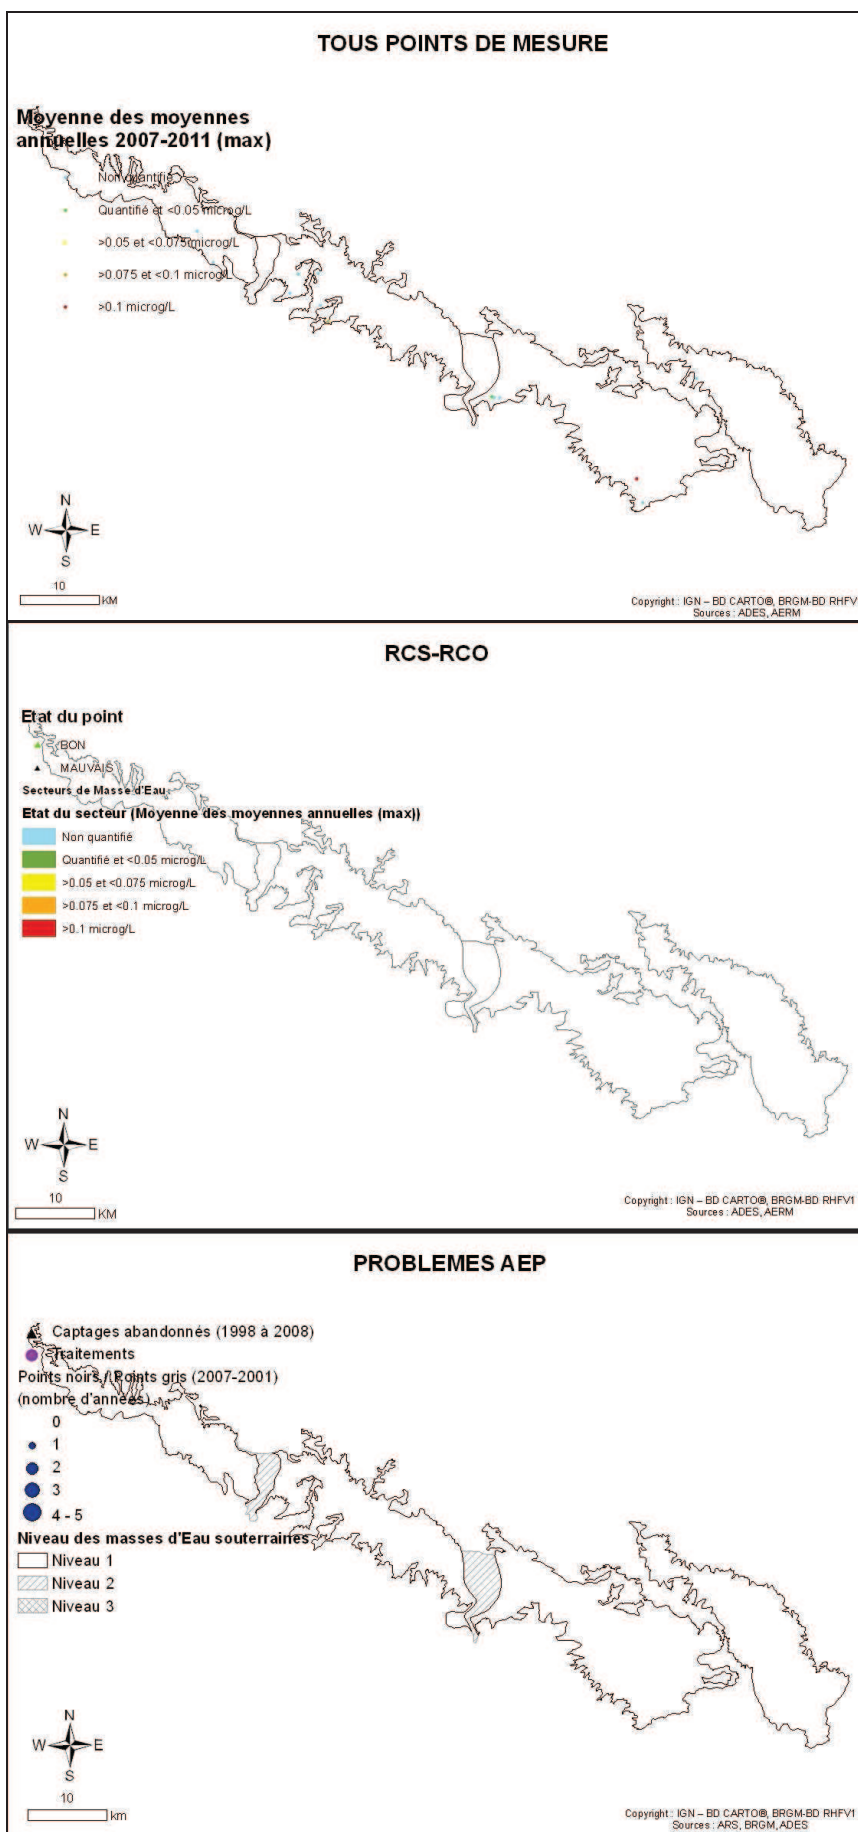 TOUS POINTS DE MESURE
Moyenne des moyennes
annuelles 2007-2011 (max)
Non quantifié
Quantifié et <0.05 microg/L
>0.05 et <0.075 microg/L
>0.075 et <0.1 microg/L
>0.1 microg/L
N
W E
S
10
KM
Copyright : IGN – BD CARTO®, BRGM-BD RHFV
Sources : ADES, AERM
RCS-RCO
Etat du point
BON
MAUVAIS
Secteurs de Masse d'Eau
Etat du secteur (Moyenne des moyennes annuelles (max))
Non quantifié
Quantifié et <0.05 microg/L
>0.05 et <0.075 microg/L
>0.075 et <0.1 microg/L
>0.1 microg/L
N
W E
S
10
KM
Copyright : IGN – BD CARTO®, BRGM-BD RHFV1
Sources : ADES, AERM
PROBLEMES AEP
Captages abandonnés (1998 à 2008)
Traitements
Points noirs / Points gris (2007-2001)
(nombre d'années)
0
1
2
3
4 - 5
Niveau des masses d'Eau souterraines
Niveau 1
Niveau 2
Niveau 3
N
W E
S
10
km
Copyright : IGN – BD CARTO®, BRGM-BD RHFV1
Sources : ARS, BRGM, ADES